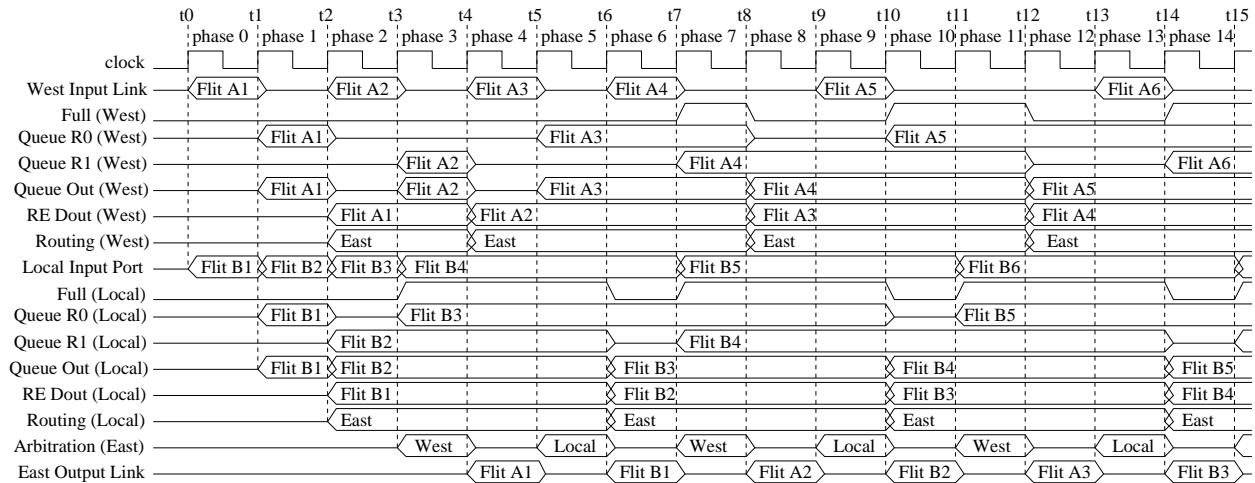 t0 t1 t2 t3 t4 t5 t6 t7 t8 t9 t10 t11 t12 t13 t14 t15
phase 0 phase 1 phase 2 phase 3 phase 4 phase 5 phase 6 phase 7 phase 8 phase 9 phase 10 phase 11 phase 12 phase 13 phase 14
clock
West Input Link Flit A1 Flit A2 Flit A3 Flit A4 Flit A5 Flit A6
Full (West)
Queue R0 (West) Flit A1 Flit A3 Flit A5
Queue R1 (West) Flit A2 Flit A4 Flit A6
Queue Out (West) Flit A1 Flit A2 Flit A3 Flit A4 Flit A5
RE Dout (West) Flit A1 Flit A2 Flit A3 Flit A4
Routing (West) East East East East
Local Input Port Flit B1 Flit B2 Flit B3 Flit B4 Flit B5 Flit B6
Full (Local)
Queue R0 (Local) Flit B1 Flit B3 Flit B5
Queue R1 (Local) Flit B2 Flit B4
Queue Out (Local) Flit B1 Flit B2 Flit B3 Flit B4 Flit B5
RE Dout (Local) Flit B1 Flit B2 Flit B3 Flit B4
Routing (Local) East East East East
Arbitration (East) West Local West Local West Local
East Output Link Flit A1 Flit B1 Flit A2 Flit B2 Flit A3 Flit B3